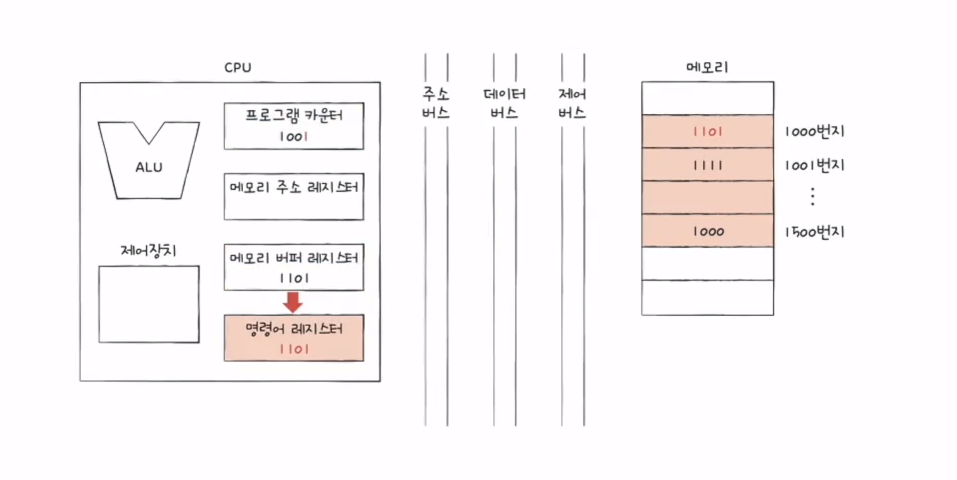 CPU
프로그램 카운터
1001
ALU
메모리 주소 레지스터
제어장치
메모리 버퍼 레지스터
1101
명령어 레지스터
1101
주소
버스
데이터
버스
제어
버스
메모리
1101 1000번지
1111 1001번지
⋮
1000 1500번지